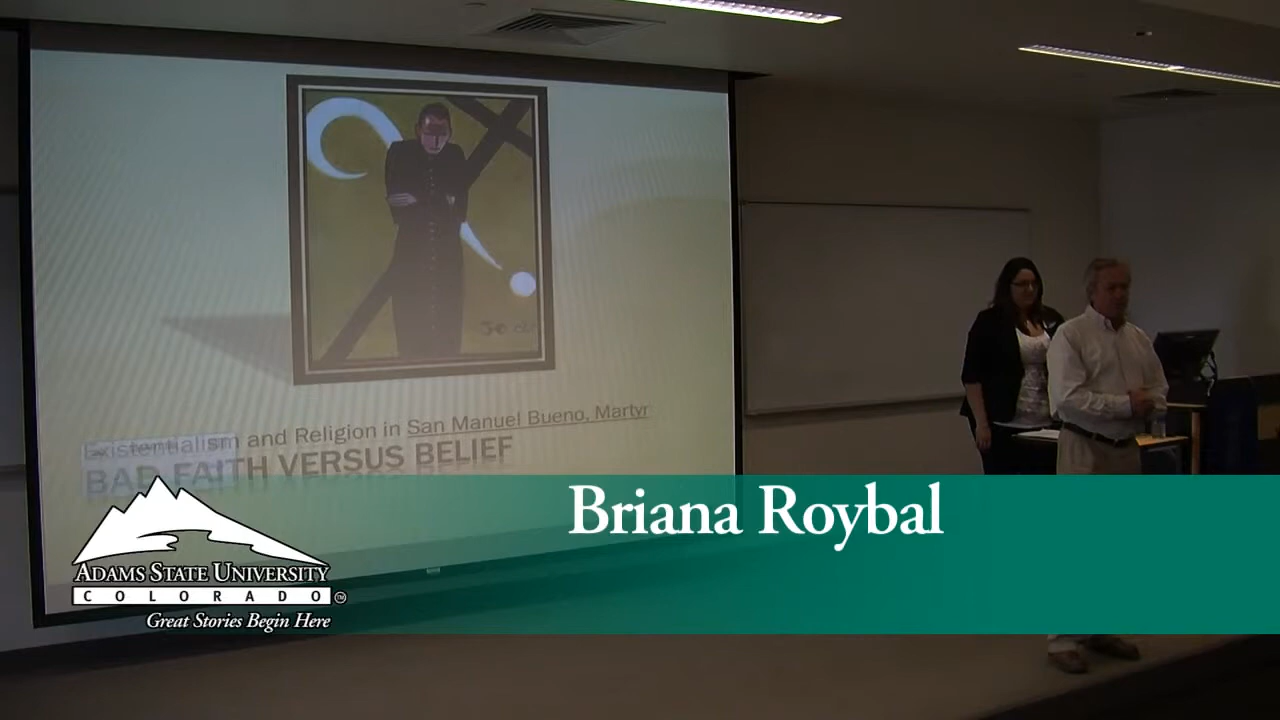 Existentialism and Religion in San Manuel Bueno, Martyr
BAD FAITH VERSUS BELIEF
Briana Roybal
ADAMS STATE UNIVERSITY
COLORADO TM
Great Stories Begin Here